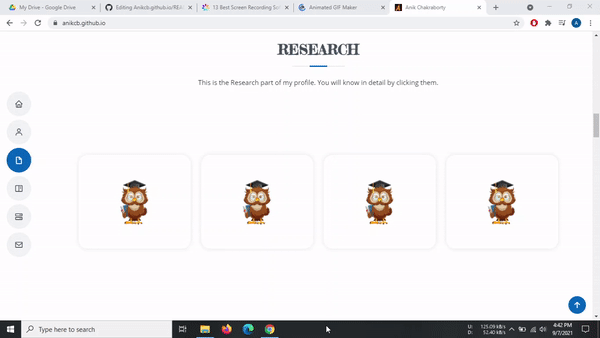 My Drive - Google Drive
Editing Anikcb.github.io/REA
13 Best Screen Recording So
Animated GIF Maker
Anik Chakraborty
anikcb.github.io
RESEARCH
This is the Research part of my profile. You will know in detail by clicking them.
Type here to search
U: 125.09 kB/s
D: 52.40 kB/s
4:42 PM
9/7/2021